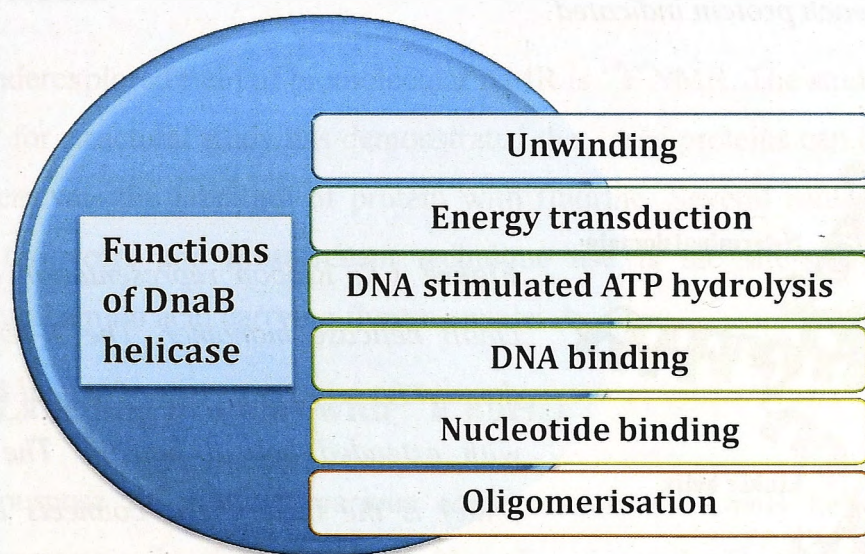 Functions
of DnaB
helicase
Unwinding
Energy transduction
DNA stimulated ATP hydrolysis
DNA binding
Nucleotide binding
Oligomerisation